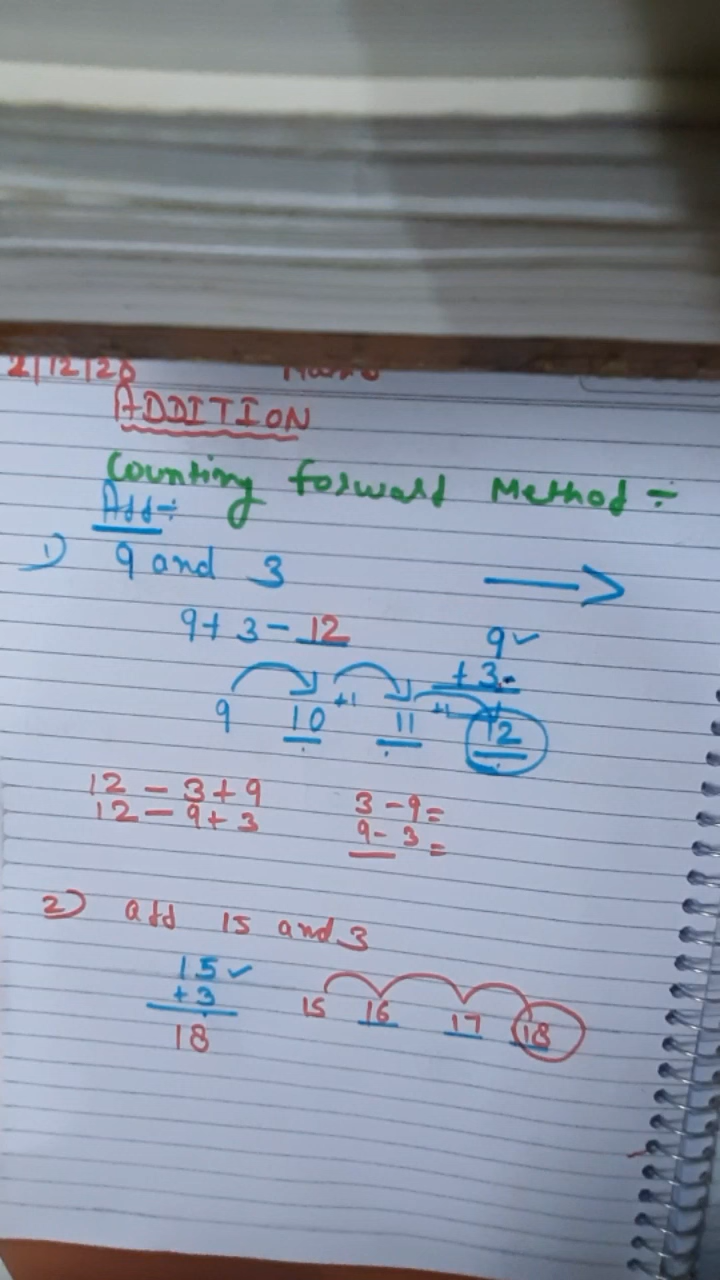 2/12/20
ADDITION
Counting forward Method ÷
Add ÷
1) 9 and 3
9+ 3 - 12
9 ✓
+ 3
9 10 +1 11 +1 12
12 - 3+9
12 - 9+ 3
3 - 9 =
9 - 3 =
2) add 15 and 3
15 ✓
+3
18
15 16 17 18